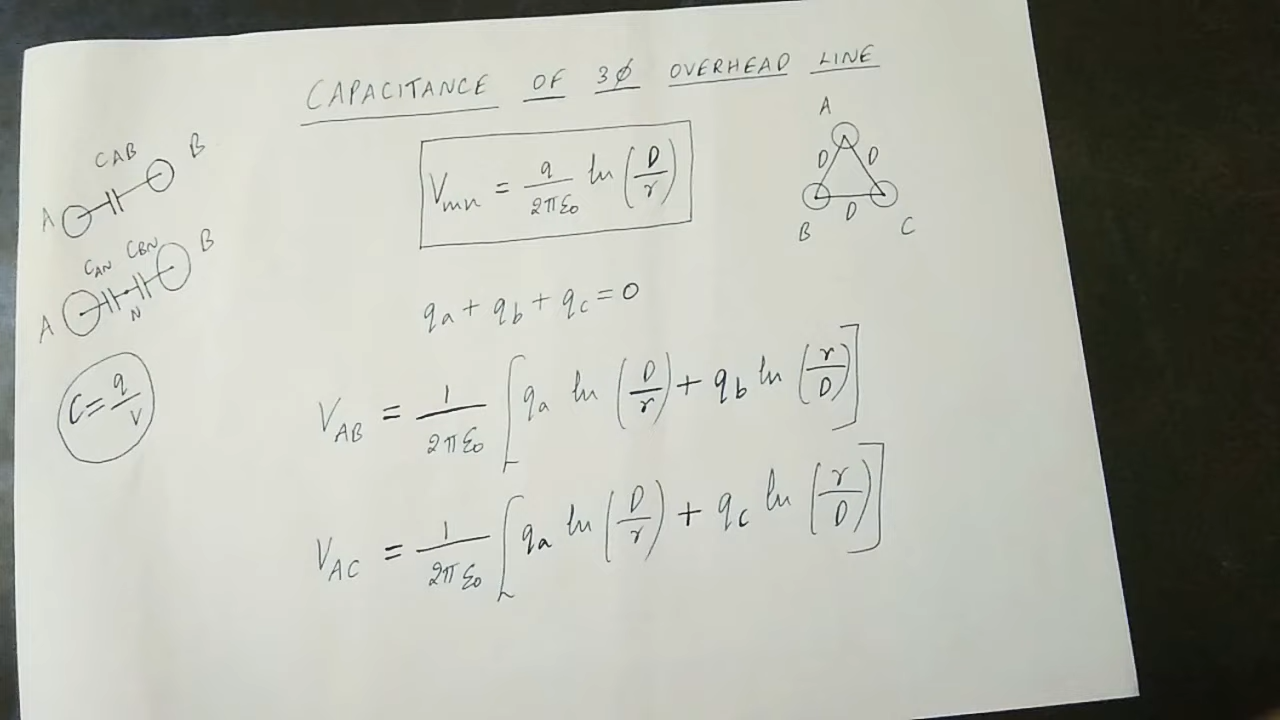 CAPACITANCE OF 3φ OVERHEAD LINE
CAB
A B
CAN CBN
A N B
C = q/V
Vmn = q/2πε₀ ln (D/r)
A
D D
B D C
qa + qb + qc = 0
VAB = 1/2πε₀ [qa ln (D/r) + qb ln (r/D)]
VAC = 1/2πε₀ [qa ln (D/r) + qc ln (r/D)]